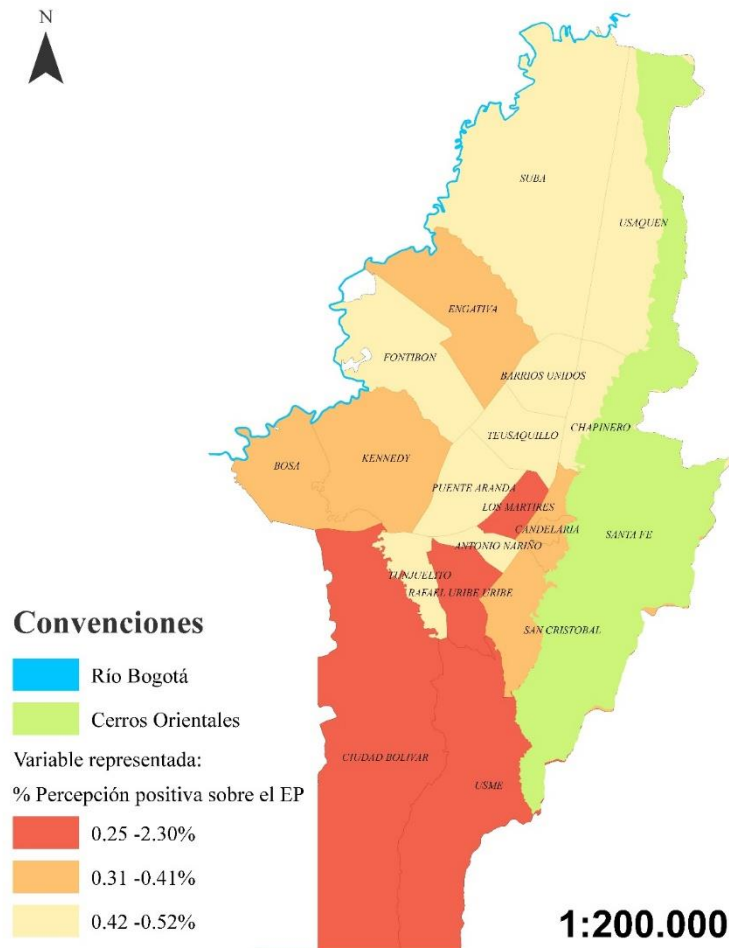 N
SUBA
USAQUEN
ENGATIVA
FONTIBON
BARRIOS UNIDOS
TEUSAQUILLO
CHAPINERO
KENNEDY
BOSA
PUENTE ARANDA
LOS MARTIRES
CANDELARIA
SANTA FE
ANTONIO NARIÑO
TUNJUELITO
RAFAEL URIBE URIBE
SAN CRISTOBAL
CIUDAD BOLIVAR
USME
Convenciones
Río Bogotá
Cerros Orientales
Variable representada:
% Percepción positiva sobre el EP
0.25 -2.30%
0.31 -0.41%
0.42 -0.52%
1:200.000